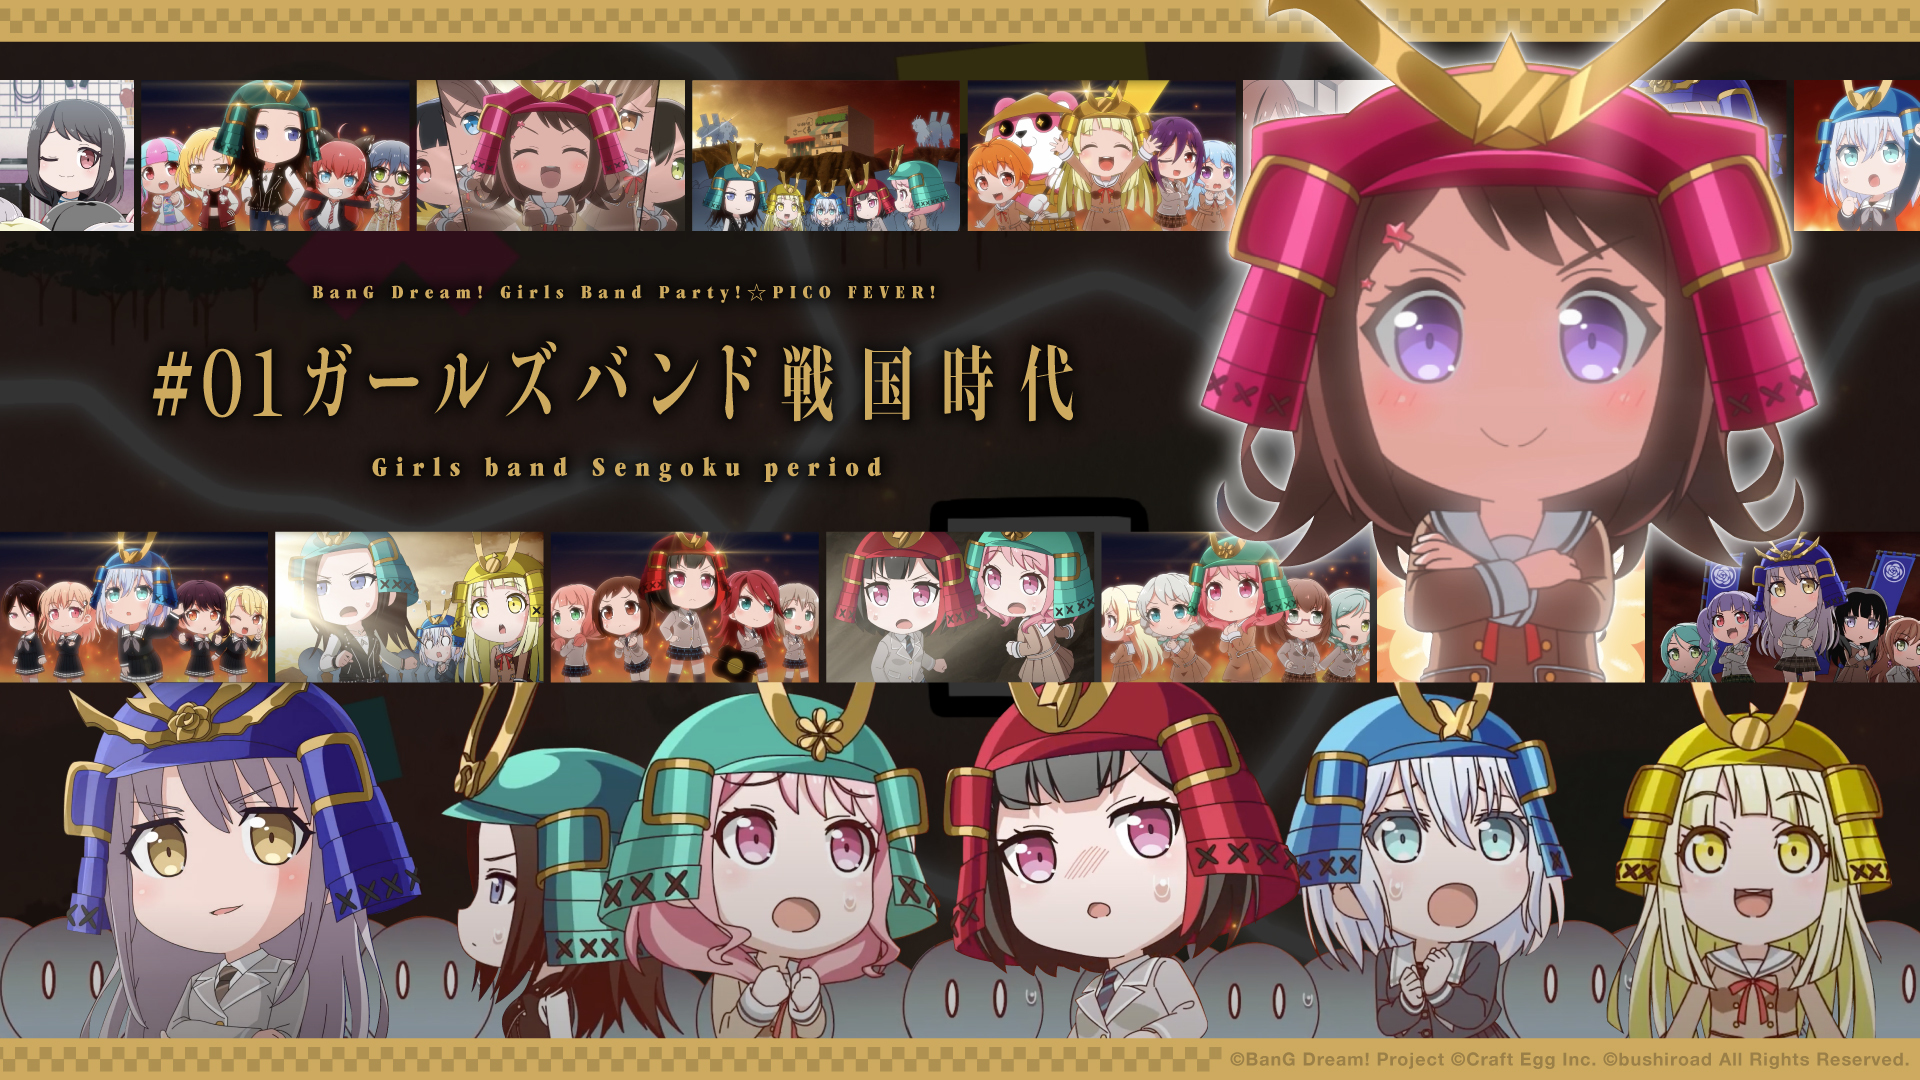 BanG Dream! Girls Band Party!☆PICO FEVER!
#01ガールズバンド戦国時代
Girls band Sengoku period
©BanG Dream! Project ©Craft Egg Inc. ©bushiroad All Rights Reserved.